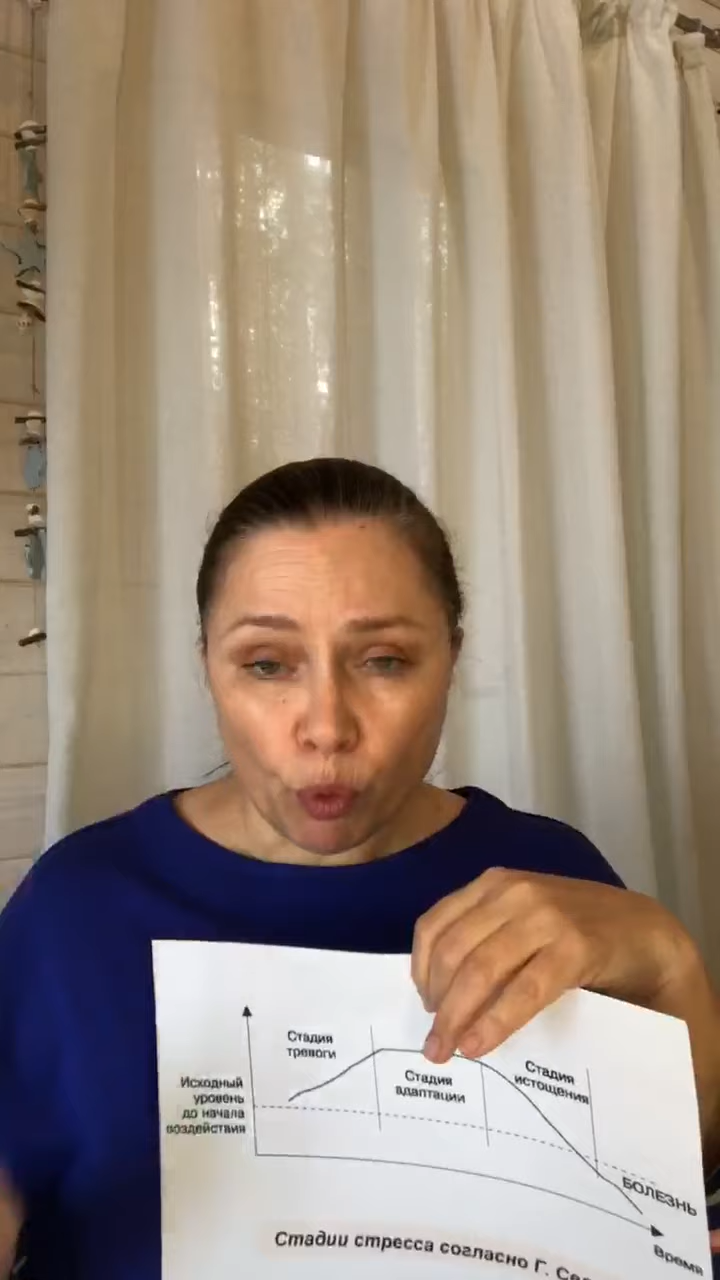 Стадия
тревоги
Стадия
адаптации
Стадия
истощения
Исходный
уровень
до начала
воздействия
БОЛЕЗНЬ
Время
Стадии стресса согласно Г.